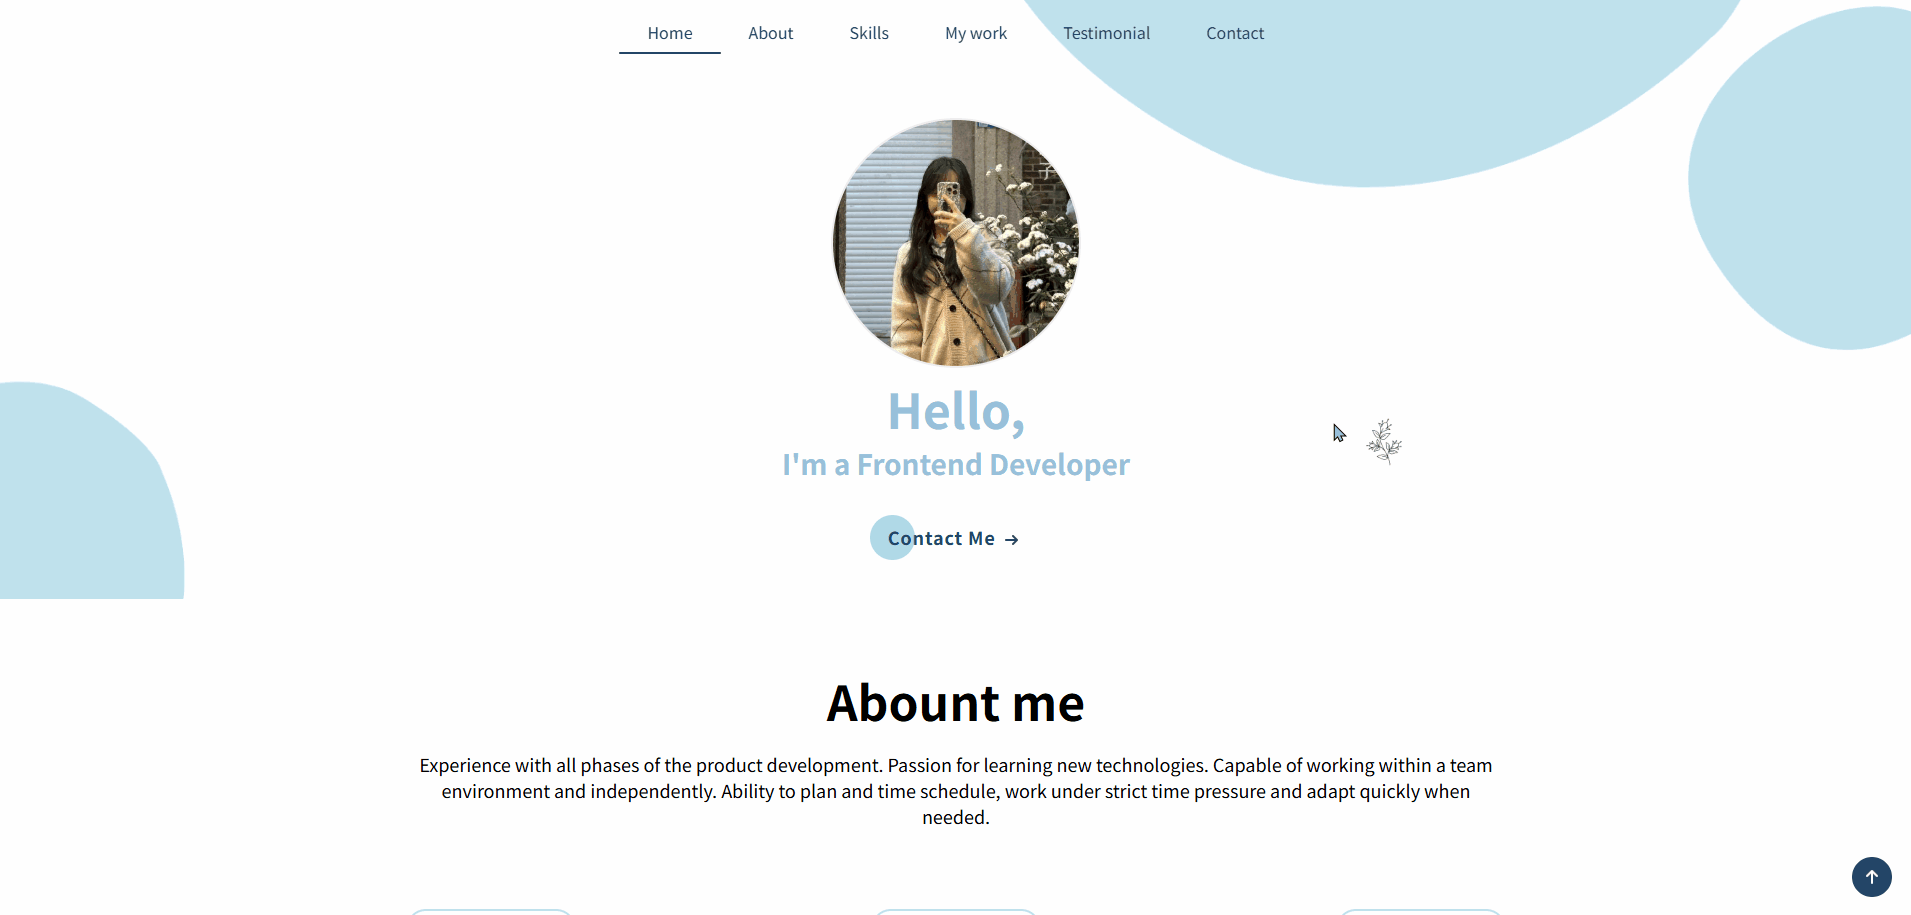 Home About Skills My work Testimonial Contact
Hello,
I'm a Frontend Developer
Contact Me →
Abount me
Experience with all phases of the product development. Passion for learning new technologies. Capable of working within a team
environment and independently. Ability to plan and time schedule, work under strict time pressure and adapt quickly when
needed.